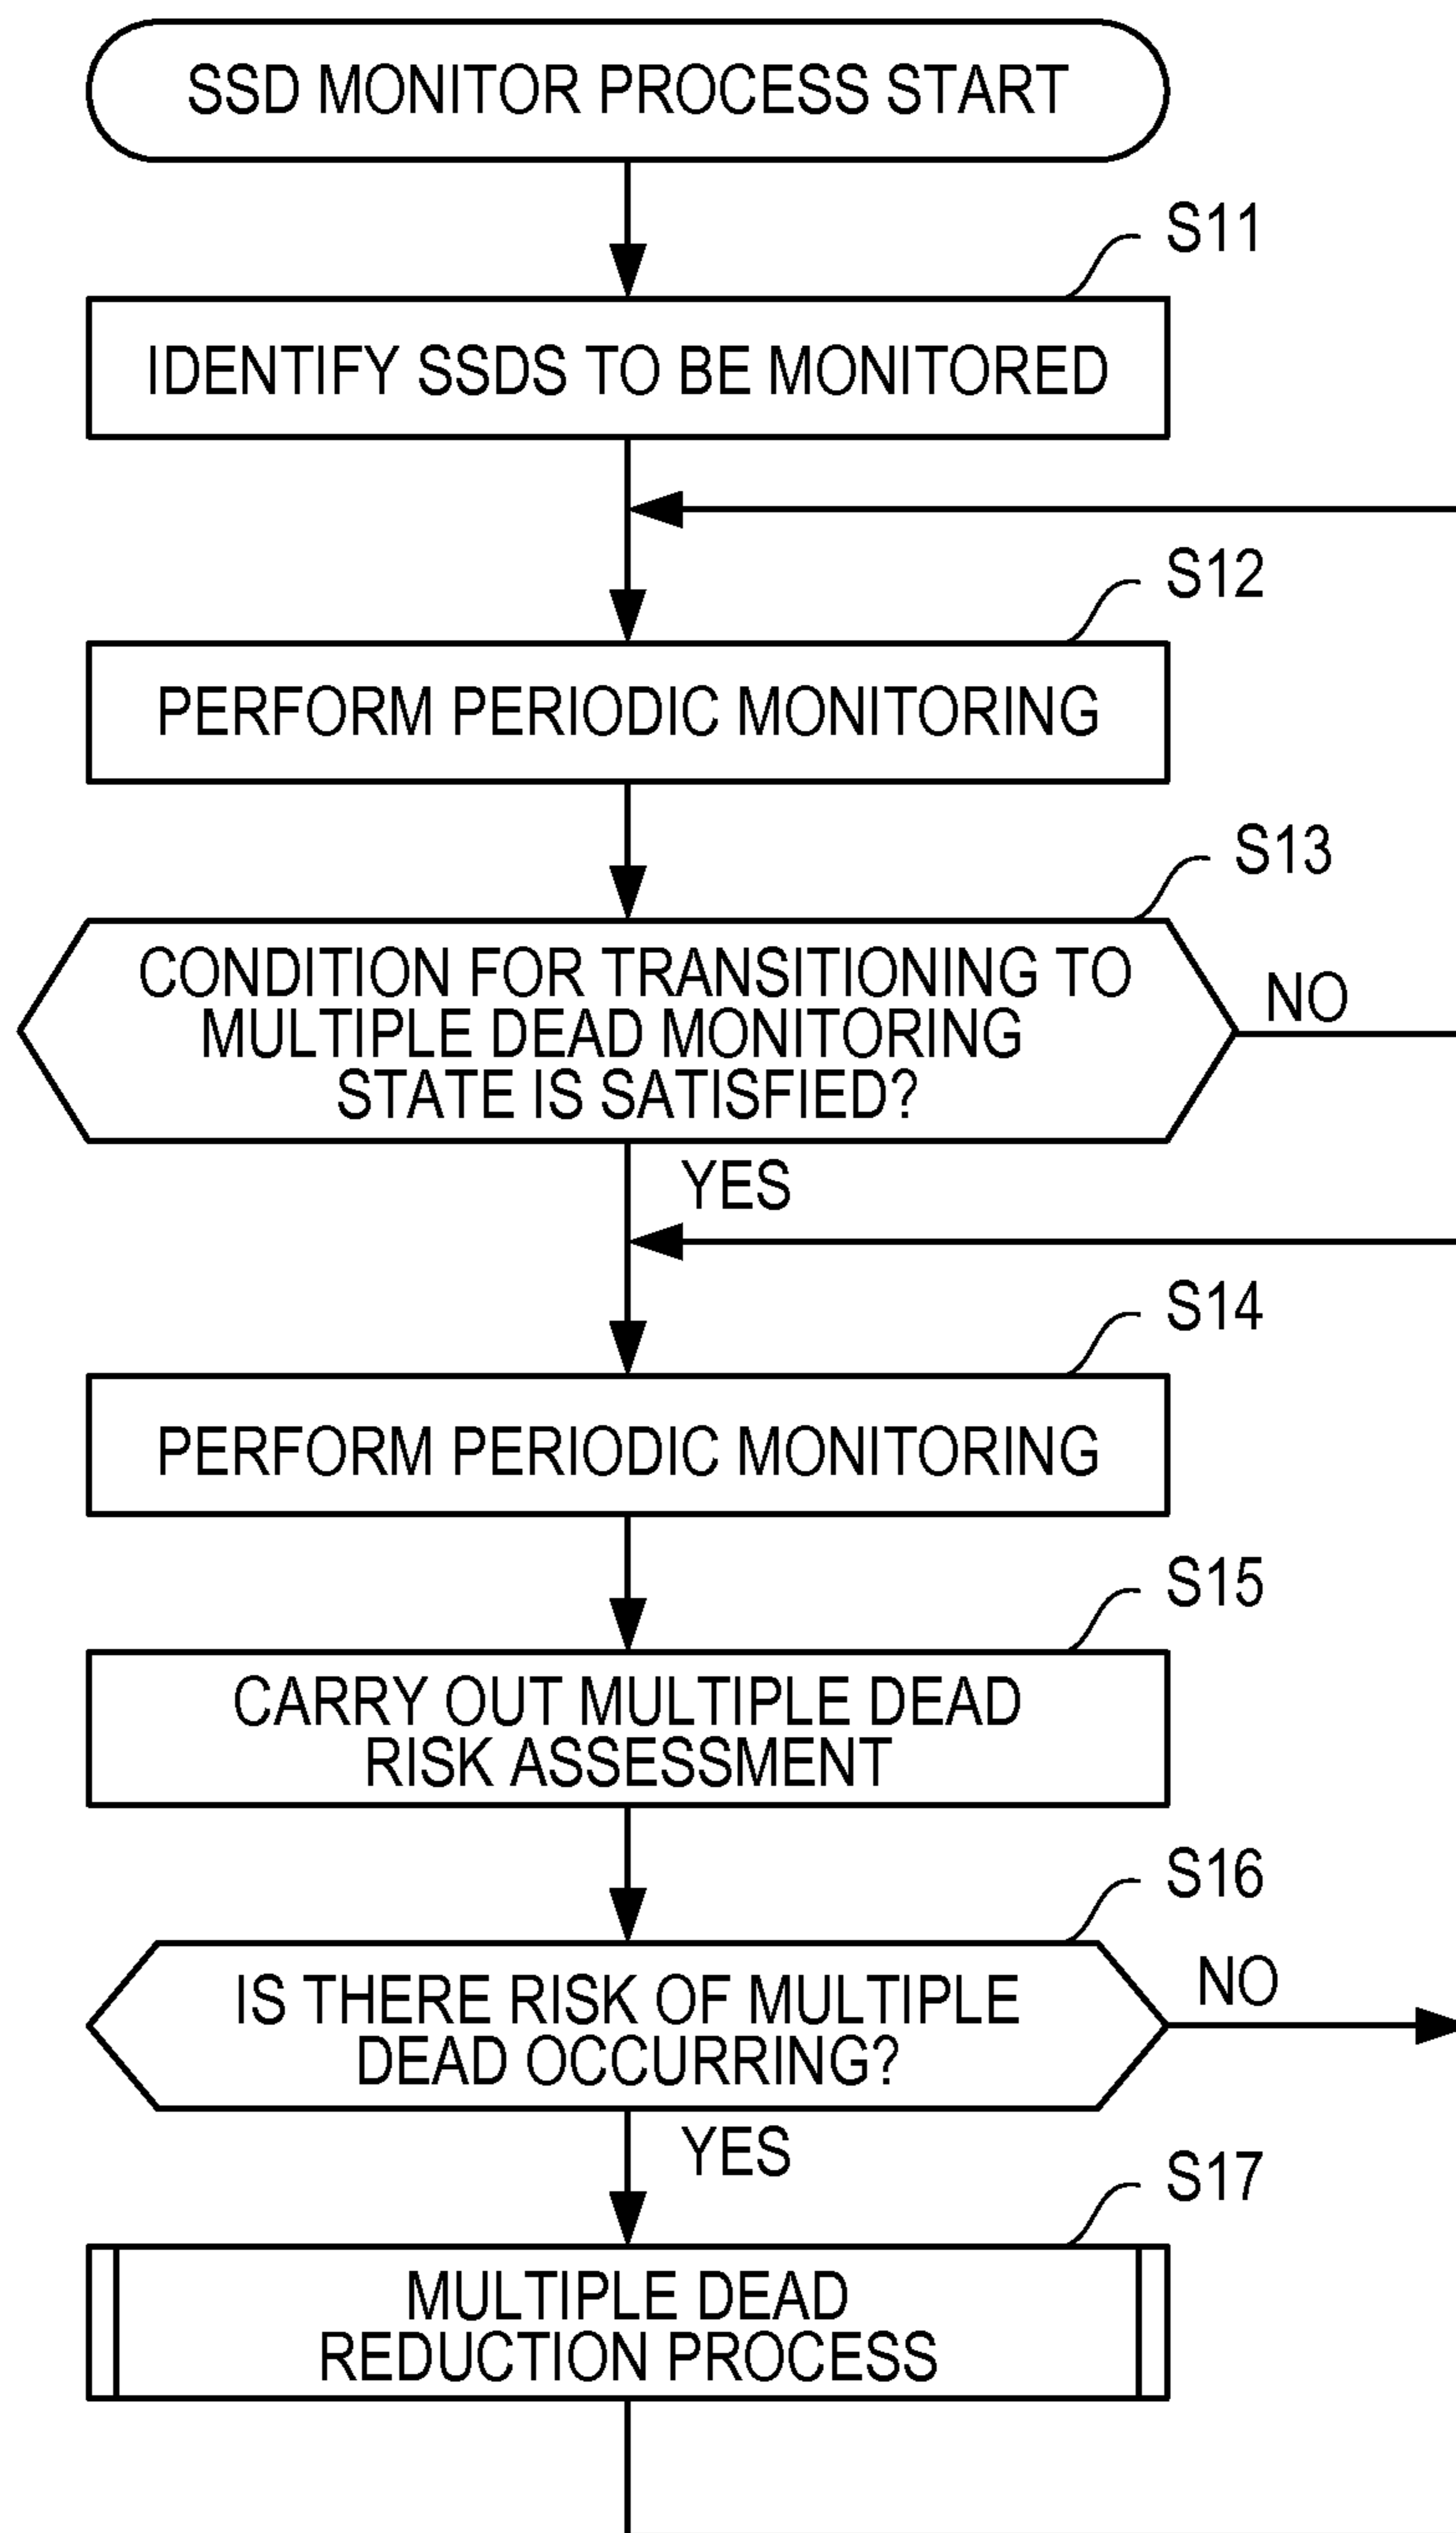 SSD MONITOR PROCESS START
S11
IDENTIFY SSDS TO BE MONITORED
S12
PERFORM PERIODIC MONITORING
S13
CONDITION FOR TRANSITIONING TO
MULTIPLE DEAD MONITORING
STATE IS SATISFIED?
NO
YES
S14
PERFORM PERIODIC MONITORING
S15
CARRY OUT MULTIPLE DEAD
RISK ASSESSMENT
S16
IS THERE RISK OF MULTIPLE
DEAD OCCURRING?
NO
YES
S17
MULTIPLE DEAD
REDUCTION PROCESS